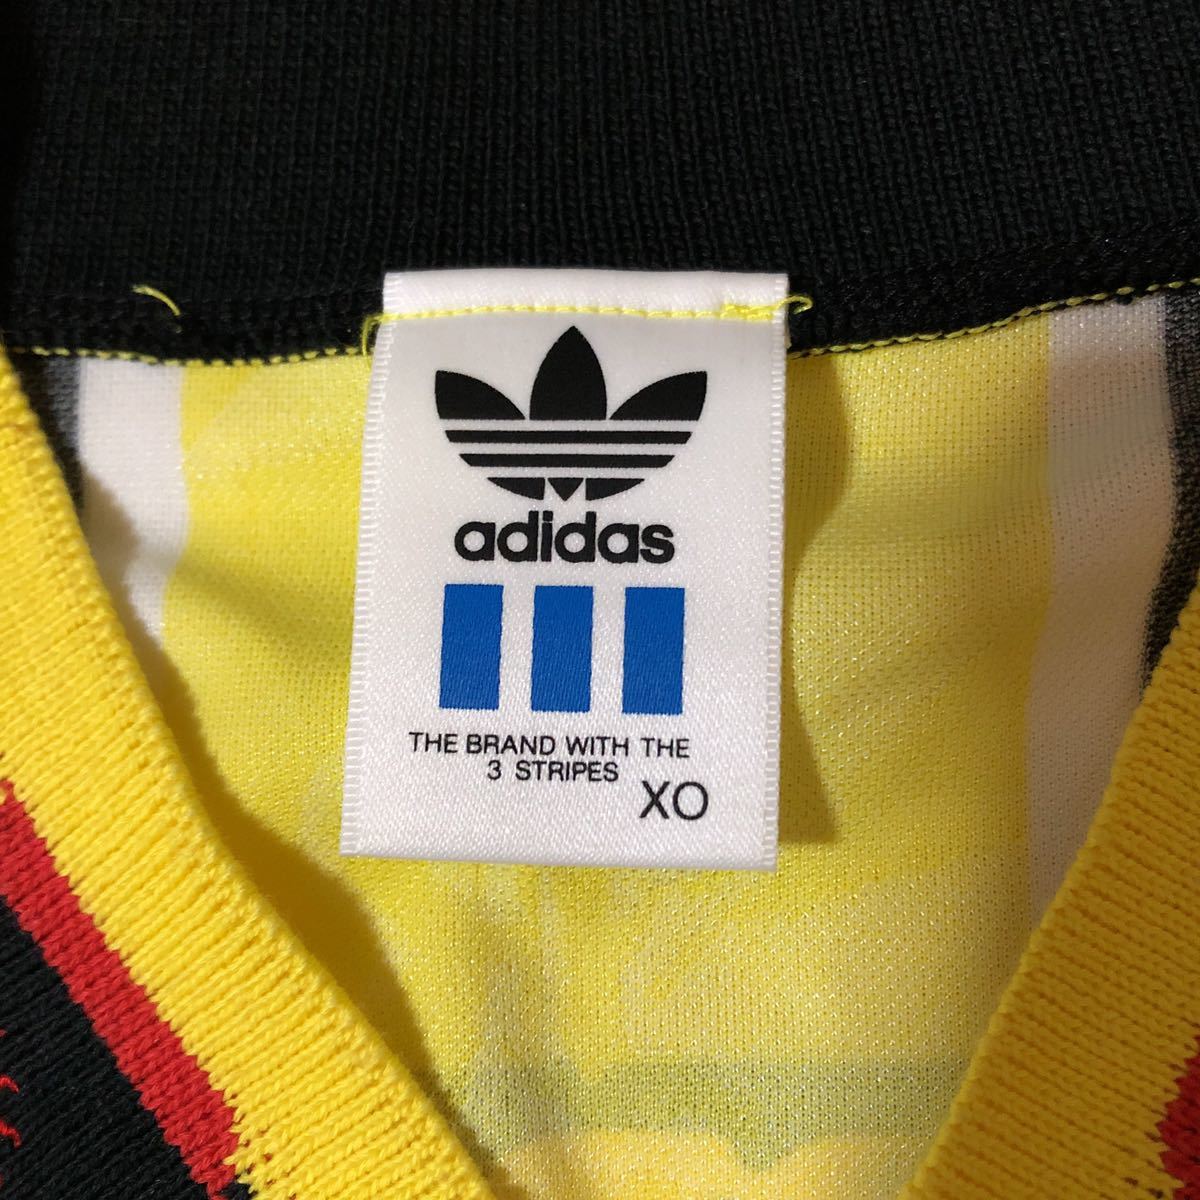 adidas
THE BRAND WITH THE
3 STRIPES
XO